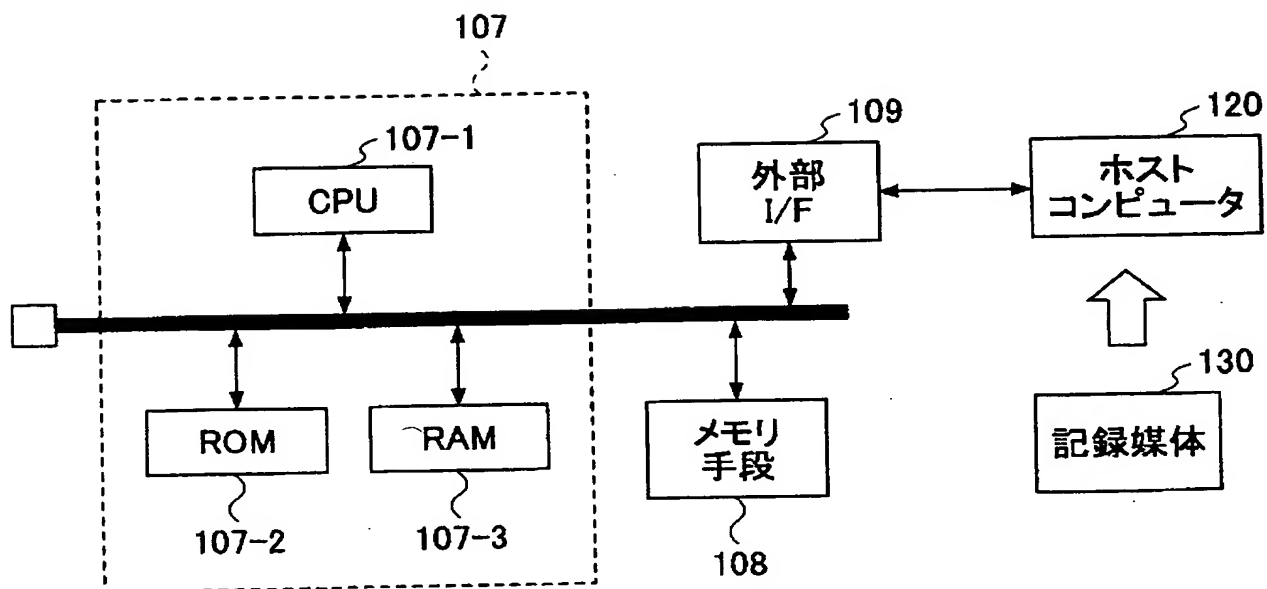 107
107-1
CPU
109
外部
I/F
120
ホスト
コンピュータ
ROM
107-2
RAM
107-3
メモリ
手段
108
130
記録媒体